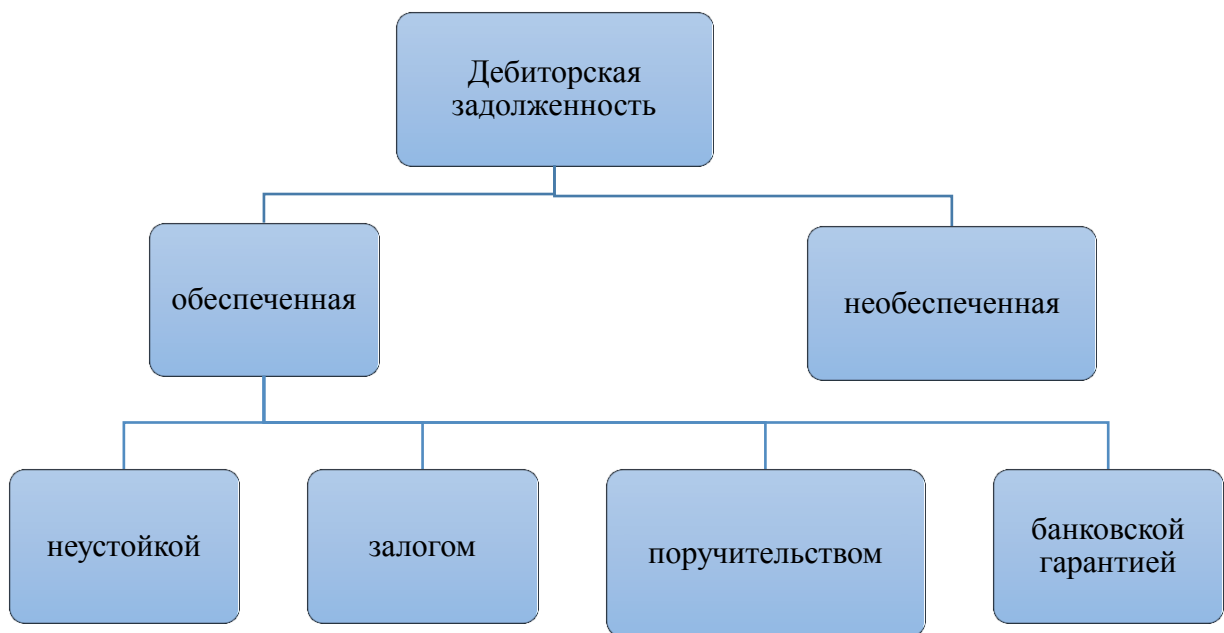 Дебиторская
задолженность
обеспеченная
необеспеченная
неустойкой
залогом
поручительством
банковской
гарантией